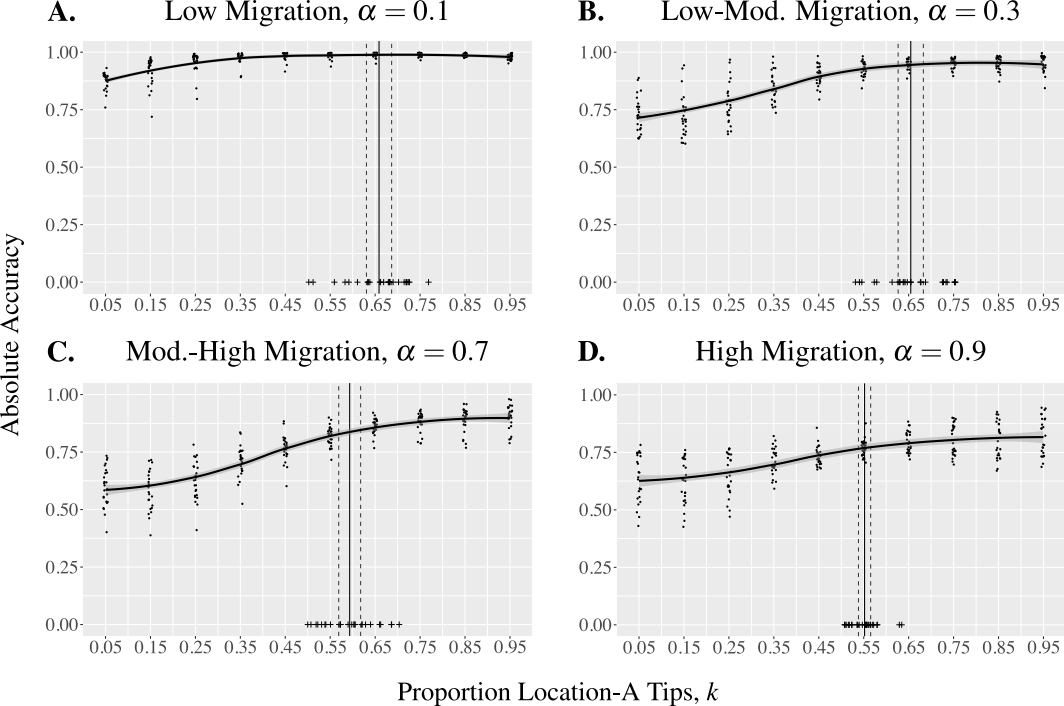 A. Low Migration, α = 0.1
B. Low-Mod. Migration, α = 0.3
1.00
0.75
0.50
0.25
0.00
0.05 0.15 0.25 0.35 0.45 0.55 0.65 0.75 0.85 0.95
1.00
0.75
0.50
0.25
0.00
0.05 0.15 0.25 0.35 0.45 0.55 0.65 0.75 0.85 0.95
Absolute Accuracy
C. Mod.-High Migration, α = 0.7
D. High Migration, α = 0.9
1.00
0.75
0.50
0.25
0.00
0.05 0.15 0.25 0.35 0.45 0.55 0.65 0.75 0.85 0.95
1.00
0.75
0.50
0.25
0.00
0.05 0.15 0.25 0.35 0.45 0.55 0.65 0.75 0.85 0.95
Proportion Location-A Tips, k